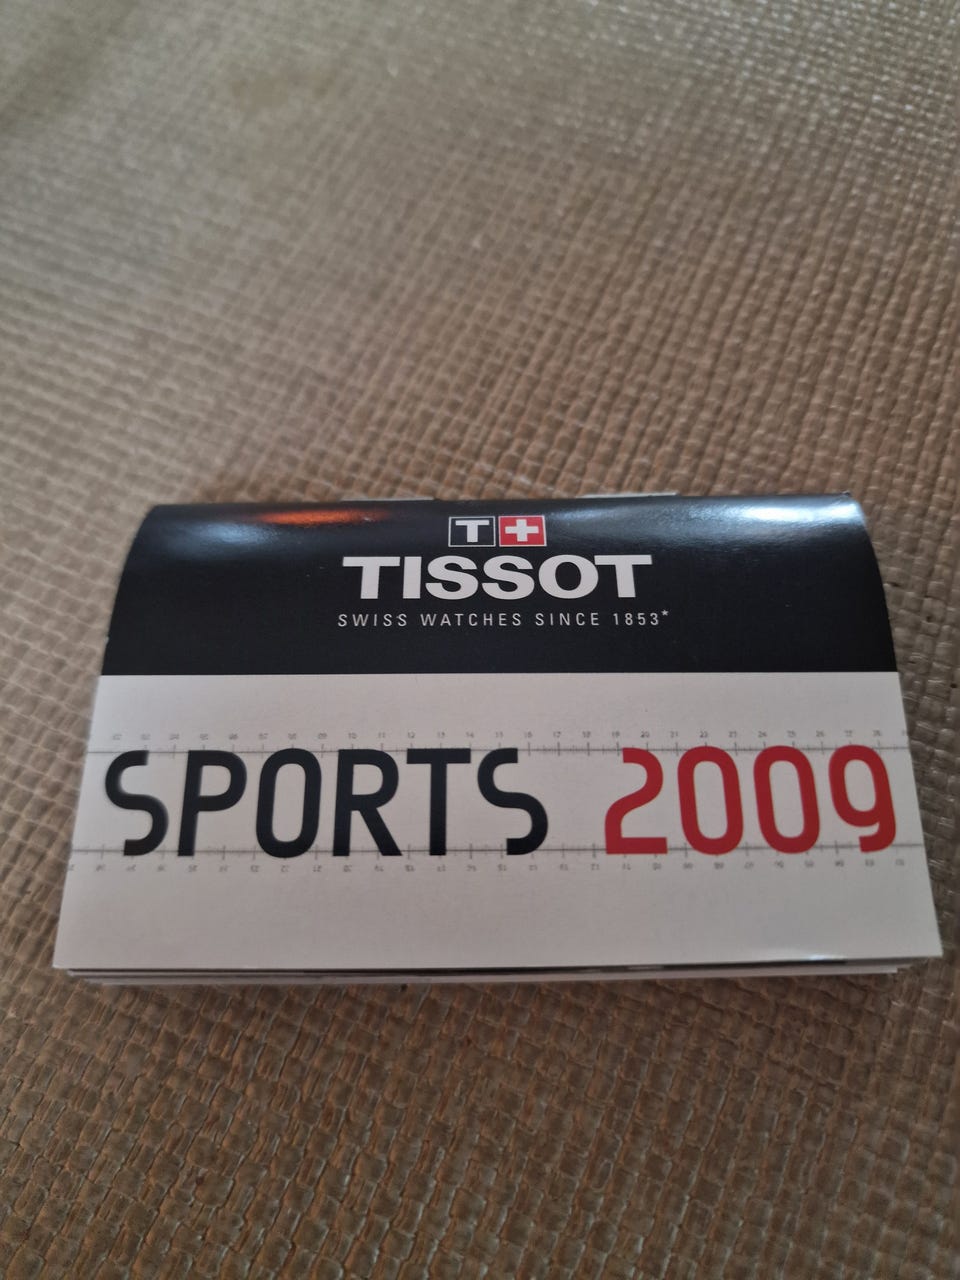 T+
TISSOT
SWISS WATCHES SINCE 1853*
SPORTS 2009